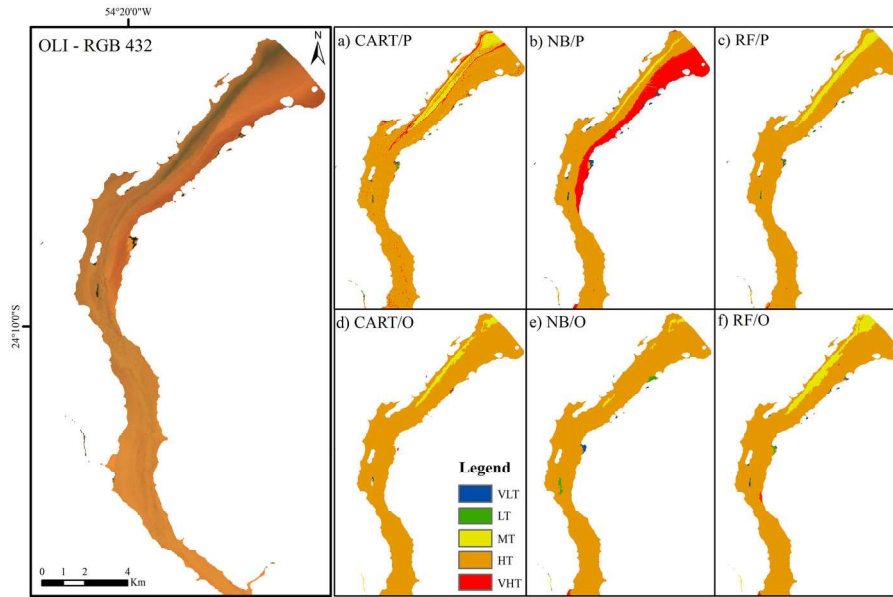 54°20'0"W
OLI - RGB 432
N
24°10'0"S
0 1 2 4
Km
a) CART/P
b) NB/P
c) RF/P
d) CART/O
e) NB/O
f) RF/O
Legend
VLT
LT
MT
HT
VHT